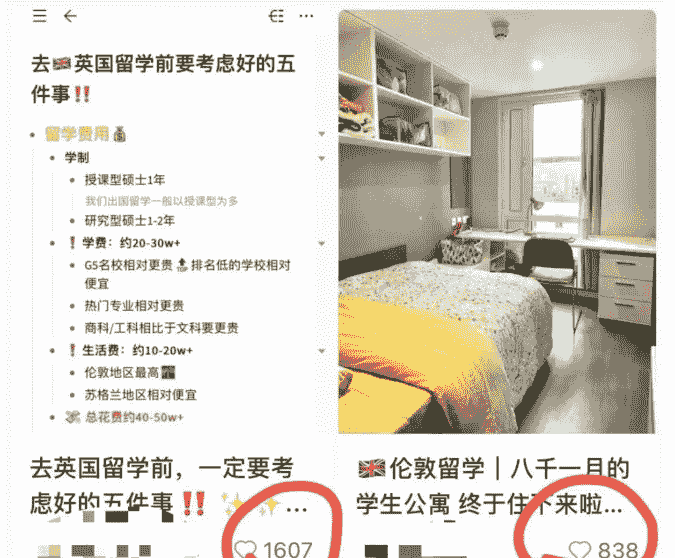 去🇬🇧英国留学前要考虑好的五
件事‼️
留学费用💰
学制
授课型硕士1年
我们出国留学一般以授课型为多
研究型硕士1-2年
❗学费：约20-30w+
G5名校相对更贵🔝排名低的学校相对
便宜
热门专业相对更贵
商科/工科相比于文科要更贵
❗生活费：约10-20w+
伦敦地区最高
苏格兰地区相对便宜
💸 总花费约40-50w+
去英国留学前，一定要考
虑好的五件事‼️✨✨...
1607
🇬🇧伦敦留学｜八千一月的
学生公寓 终于住下来啦...
838